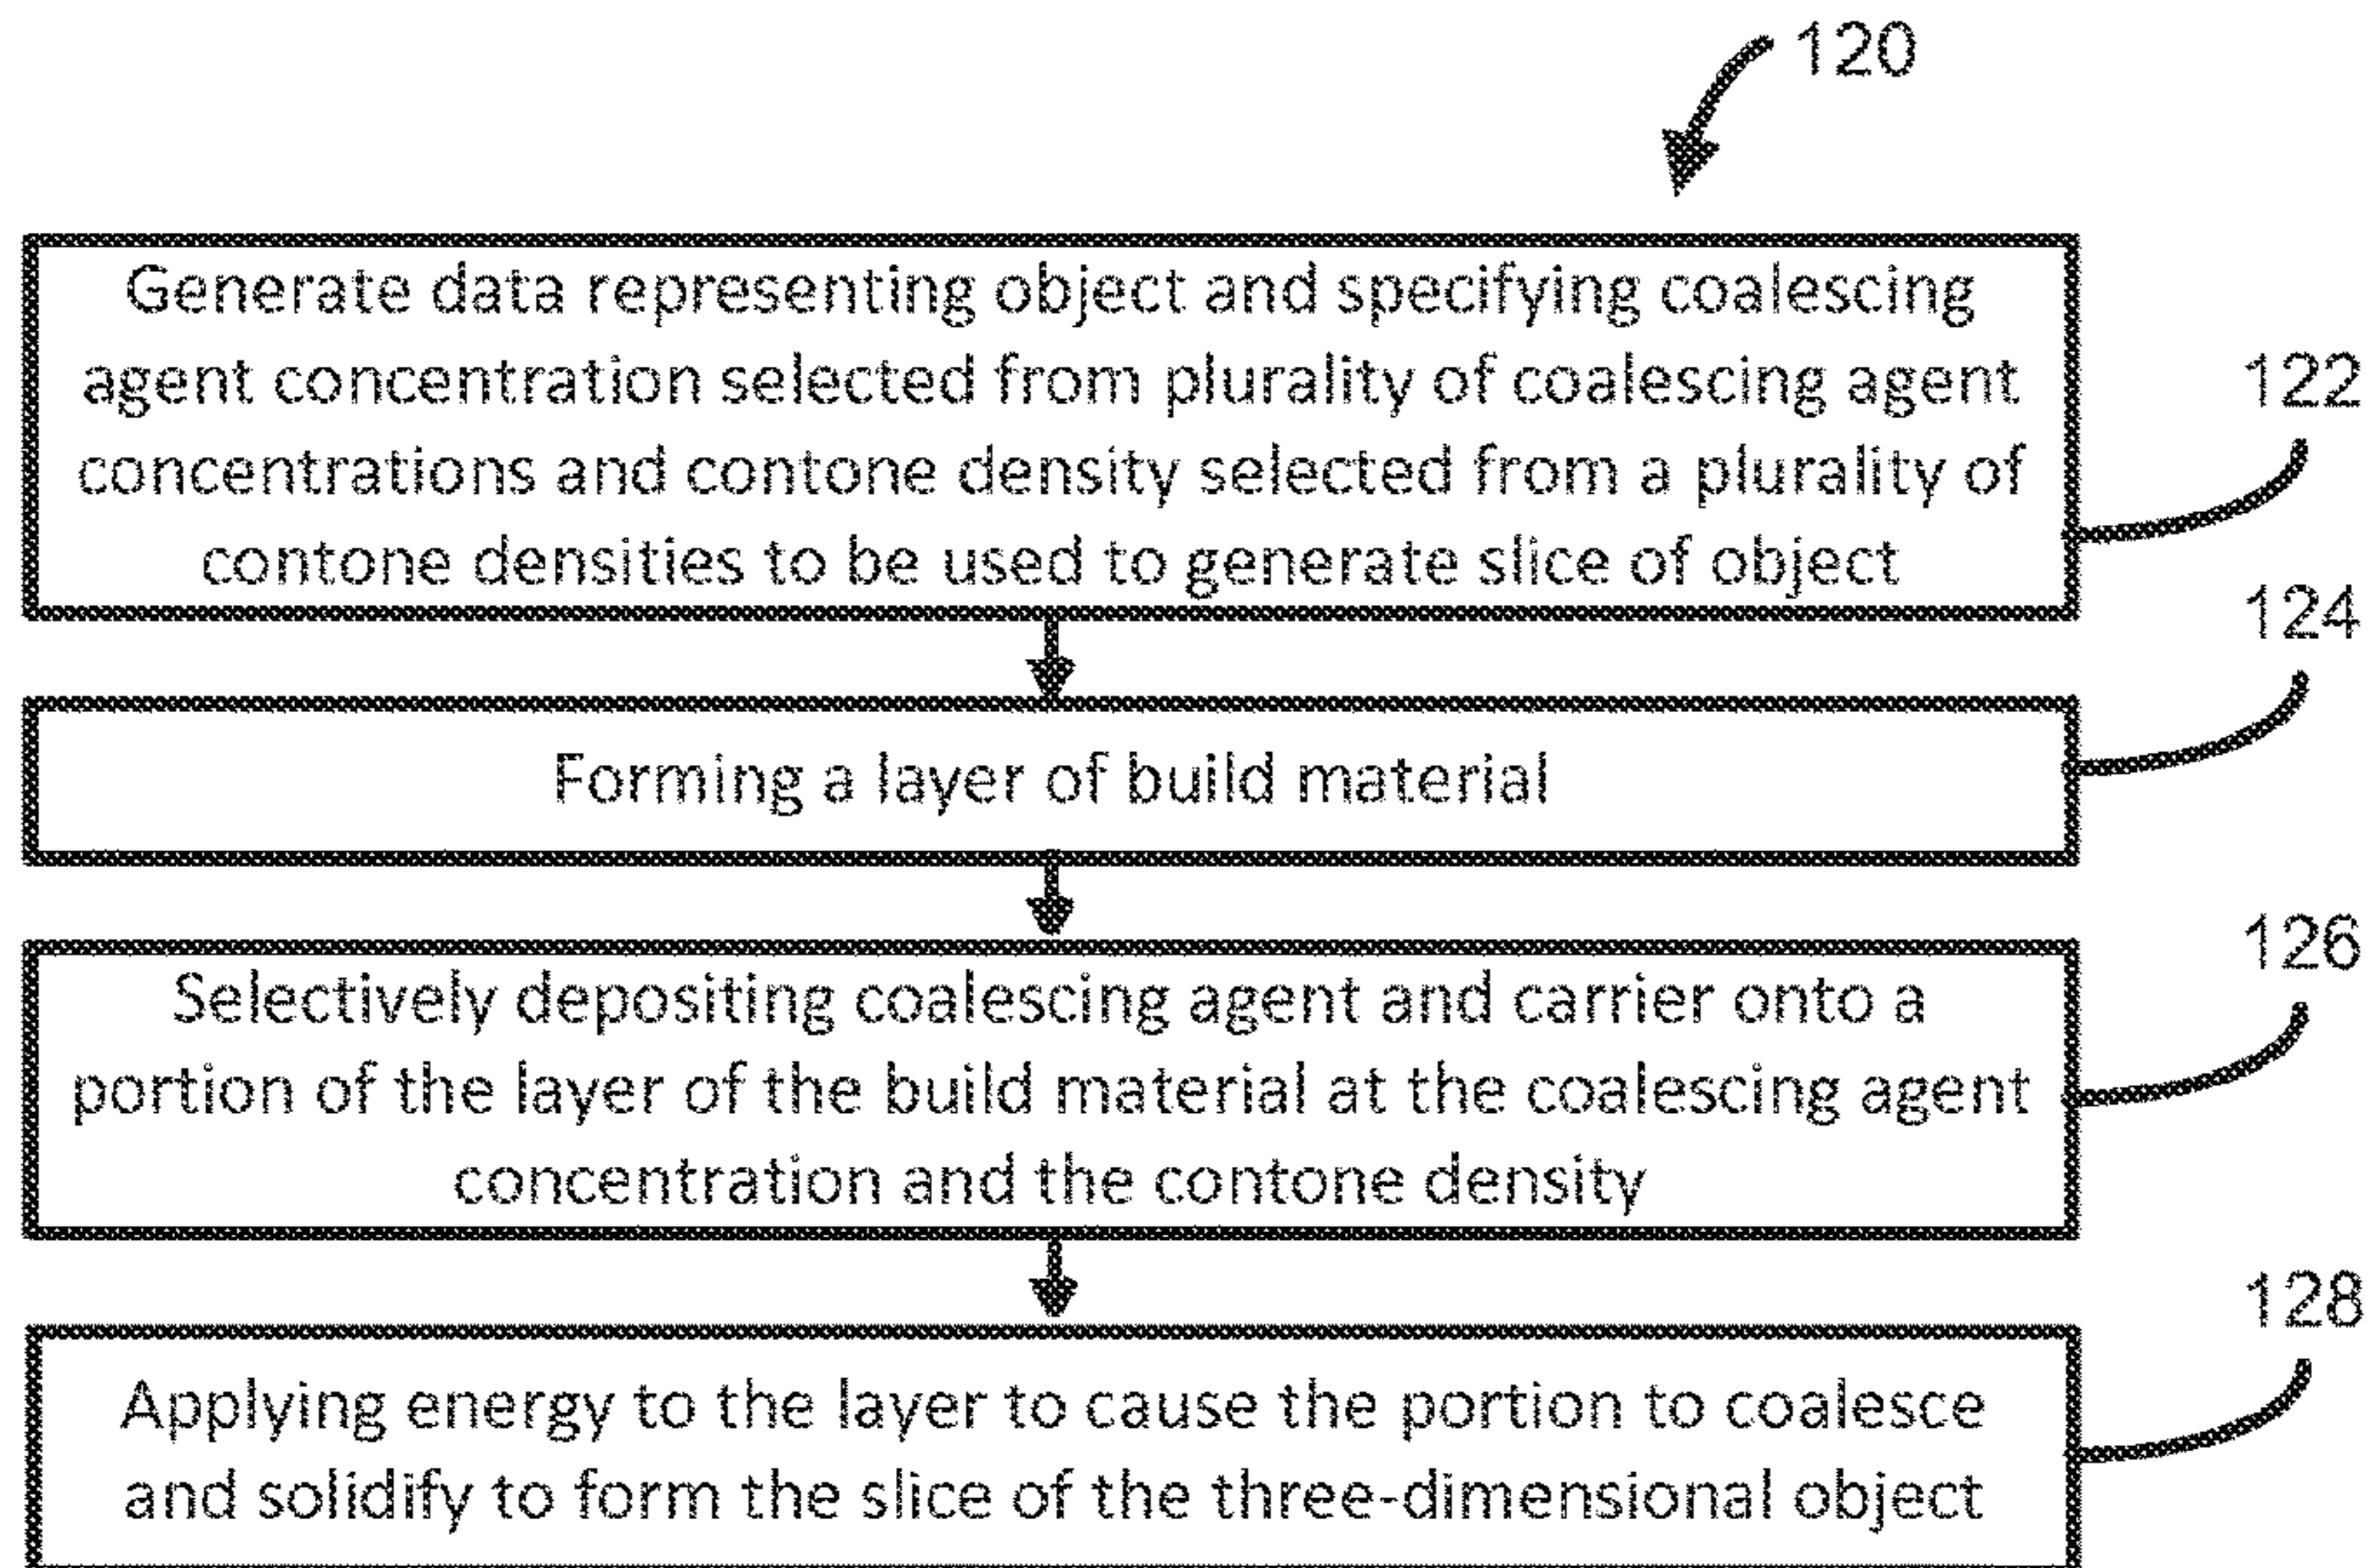 120
Generate data representing object and specifying coalescing
agent concentration selected from plurality of coalescing agent
concentrations and contone density selected from a plurality of
contone densities to be used to generate slice of object
122
124
Forming a layer of build material
126
Selectively depositing coalescing agent and carrier onto a
portion of the layer of the build material at the coalescing agent
concentration and the contone density
128
Applying energy to the layer to cause the portion to coalesce
and solidify to form the slice of the three-dimensional object